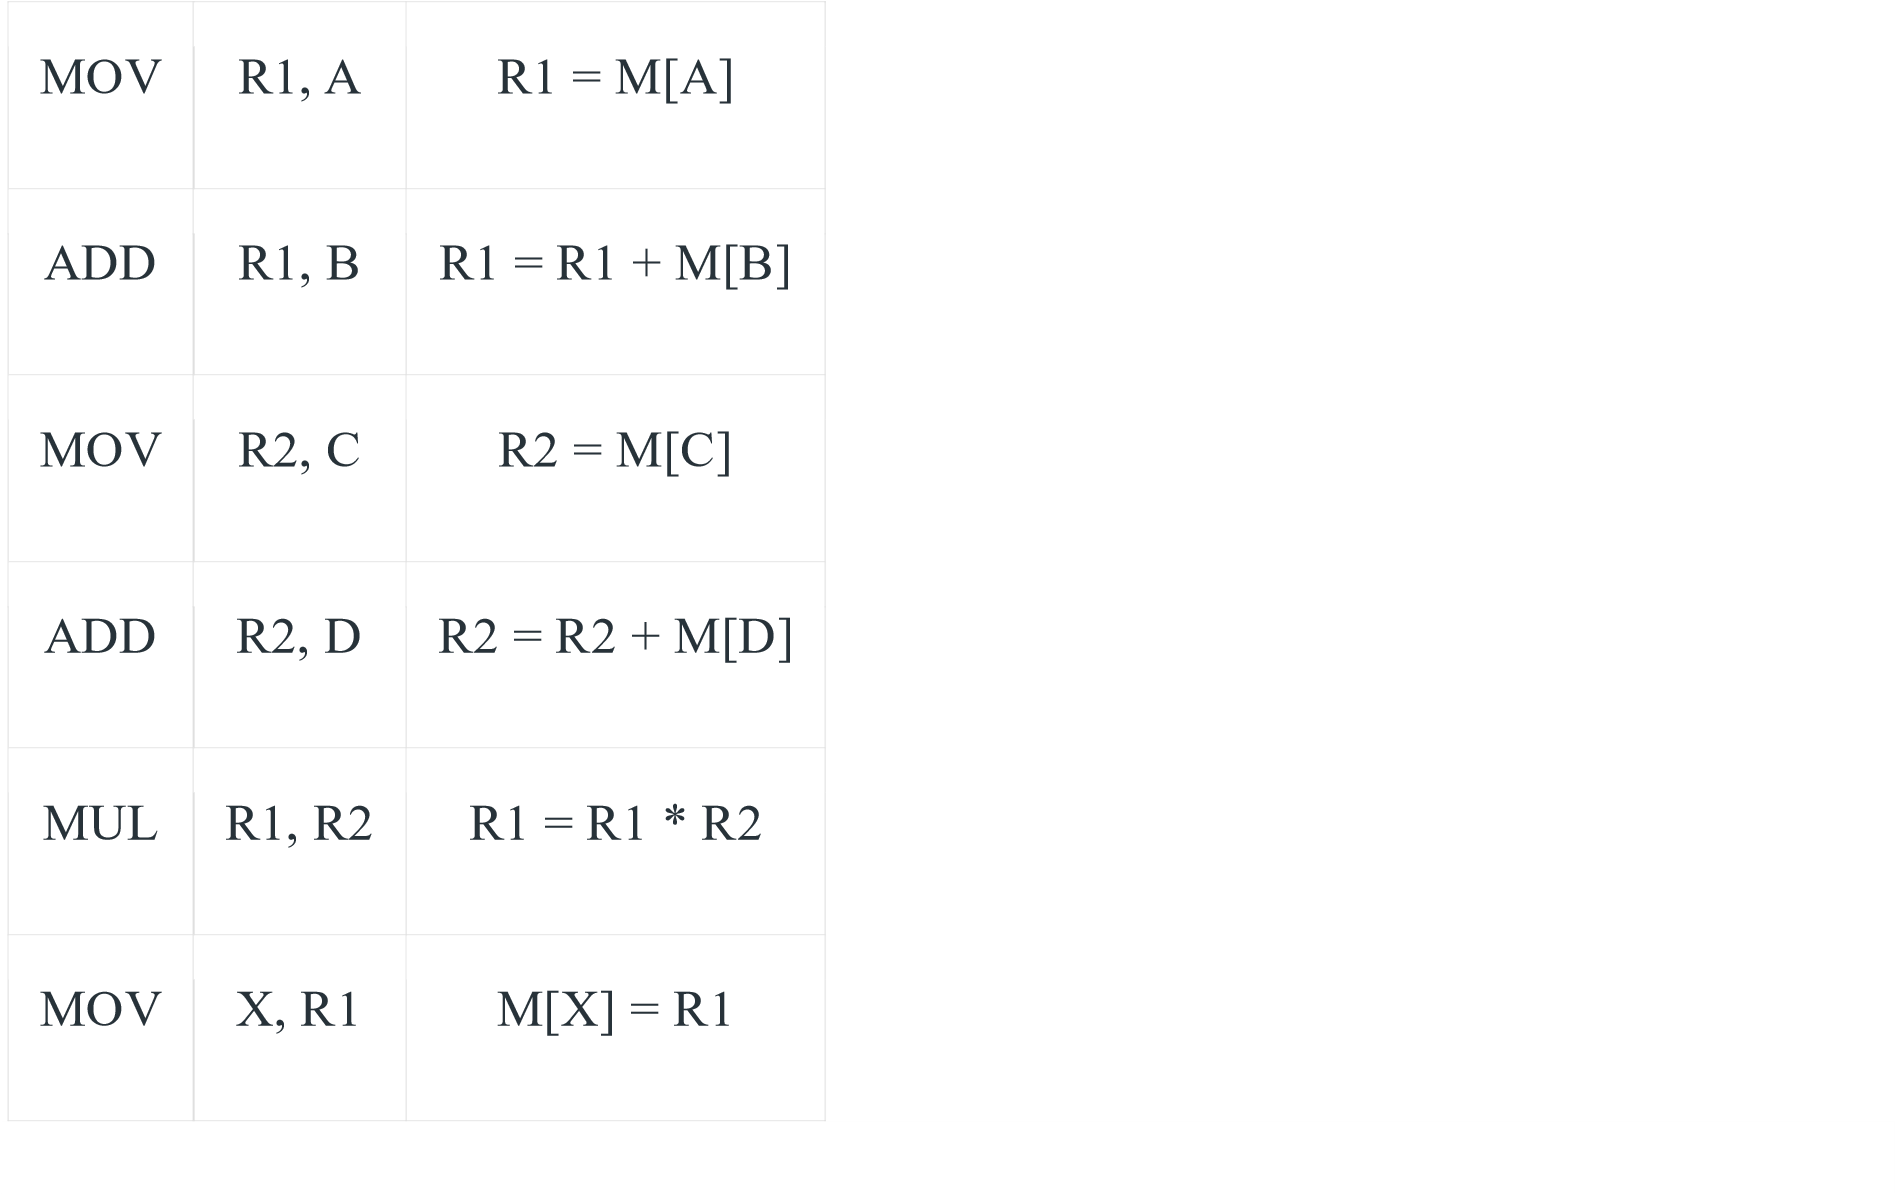 MOV R1, A R1 = M[A]
ADD R1, B R1 = R1 + M[B]
MOV R2, C R2 = M[C]
ADD R2, D R2 = R2 + M[D]
MUL R1, R2 R1 = R1 * R2
MOV X, R1 M[X] = R1